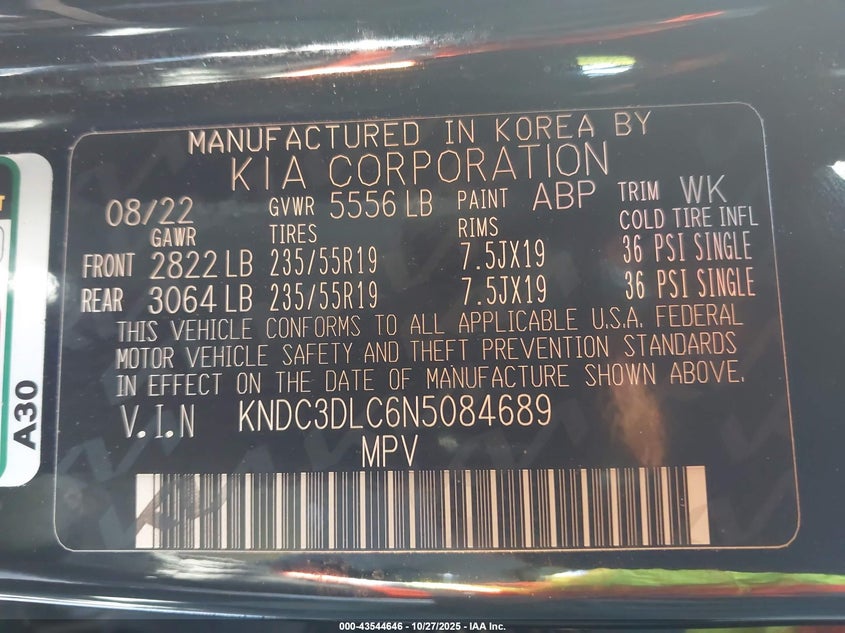 MANUFACTURED IN KOREA BY
KIA CORPORATION
08/22 GVWR 5556 LB PAINT ABP TRIM WK
GAWR TIRES RIMS COLD TIRE INFL
FRONT 2822 LB 235/55R19 7.5JX19 36 PSI SINGLE
REAR 3064 LB 235/55R19 7.5JX19 36 PSI SINGLE
THIS VEHICLE CONFORMS TO ALL APPLICABLE U.S.A. FEDERAL
MOTOR VEHICLE SAFETY AND THEFT PREVENTION STANDARDS
IN EFFECT ON THE DATE OF MANUFACTURE SHOWN ABOVE.
V.I.N KNDC3DLC6N5084689
MPV
A30
000-43544646 - 10/27/2025 - IAA Inc.